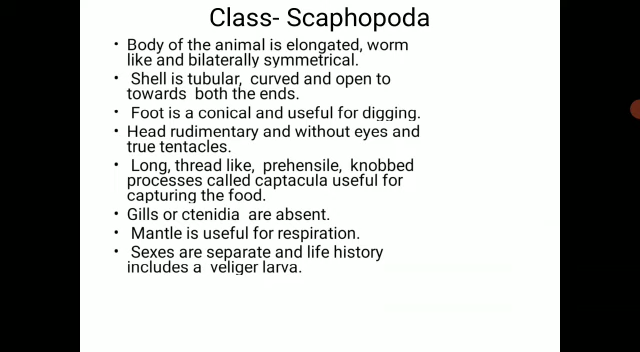 Class- Scaphopoda
• Body of the animal is elongated, worm
like and bilaterally symmetrical.
• Shell is tubular, curved and open to
towards both the ends.
• Foot is a conical and useful for digging.
• Head rudimentary and without eyes and
true tentacles.
• Long, thread like, prehensile, knobbed
processes called captacula useful for
capturing the food.
• Gills or ctenidia are absent.
• Mantle is useful for respiration.
• Sexes are separate and life history
includes a veliger larva.